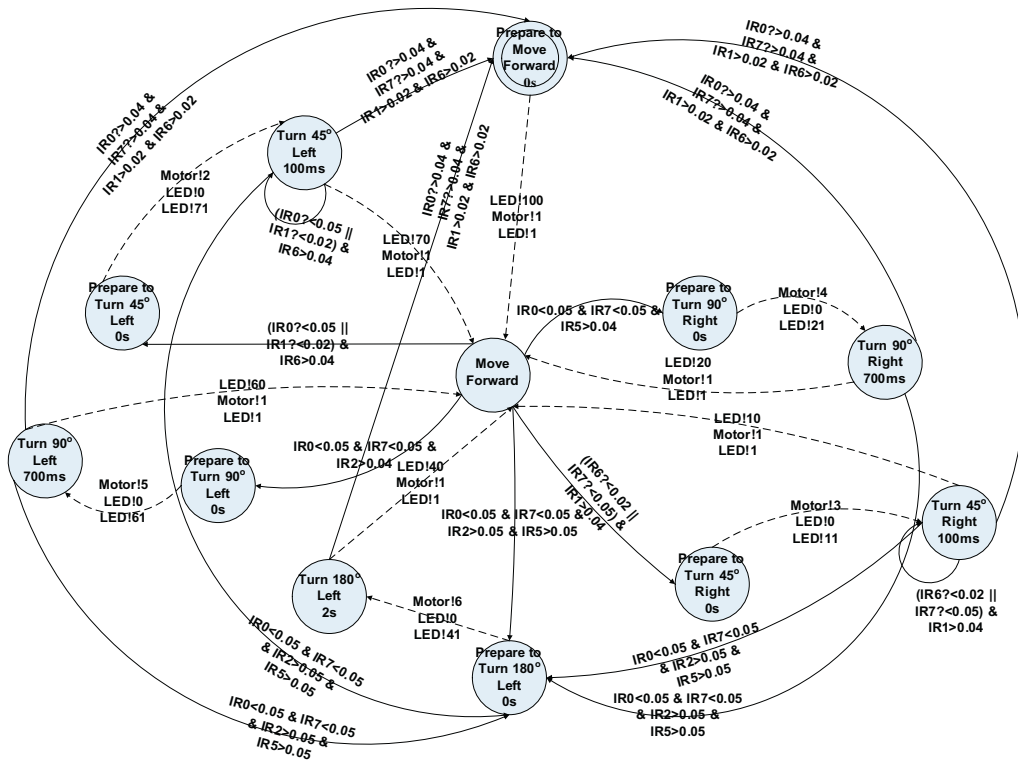 Prepare to
Move
Forward
0s
IR0?>0.04 &
IR7?>0.04 &
IR1>0.02 & IR6>0.02
IR0?>0.04 &
IR7?>0.04 &
IR1>0.02 & IR6>0.02
IR0?>0.04 &
IR7?>0.04 &
IR1>0.02 & IR6>0.02
IR0?>0.04 &
IR7?>0.04 &
IR1>0.02 & IR6>0.02
IR0?>0.04 &
IR7?>0.04 &
IR1>0.02 & IR6>0.02
Turn 45°
Left
100ms
Motor!2
LED!0
LED!71
(IR0?<0.05 ||
IR1?<0.02) &
IR6>0.04
LED!70
Motor!1
LED!1
LED!100
Motor!1
LED!1
Prepare to
Turn 45°
Left
0s
(IR0?<0.05 ||
IR1?<0.02) &
IR6>0.04
Move
Forward
IR0<0.05 & IR7<0.05 &
IR5>0.04
Prepare to
Turn 90°
Right
0s
Motor!4
LED!0
LED!21
Turn 90°
Right
700ms
LED!20
Motor!1
LED!1
LED!60
Motor!1
LED!1
LED!10
Motor!1
LED!1
Turn 90°
Left
700ms
Motor!5
LED!0
LED!61
Prepare to
Turn 90°
Left
0s
IR0<0.05 & IR7<0.05 &
IR2>0.04
LED!40
Motor!1
LED!1
IR0<0.05 & IR7<0.05 &
IR2>0.05 & IR5>0.05
(IR6?<0.02 ||
IR7?<0.05) &
IR1>0.04
Motor!3
LED!0
LED!11
Turn 45°
Right
100ms
Prepare to
Turn 45°
Right
0s
(IR6?<0.02 ||
IR7?<0.05) &
IR1>0.04
Turn 180°
Left
2s
Motor!6
LED!0
LED!41
Prepare to
Turn 180°
Left
0s
IR0<0.05 & IR7<0.05
& IR2>0.05 &
IR5>0.05
IR0<0.05 & IR7<0.05
& IR2>0.05 &
IR5>0.05
IR0<0.05 & IR7<0.05
& IR2>0.05 &
IR5>0.05
IR0<0.05 & IR7<0.05
& IR2>0.05 &
IR5>0.05